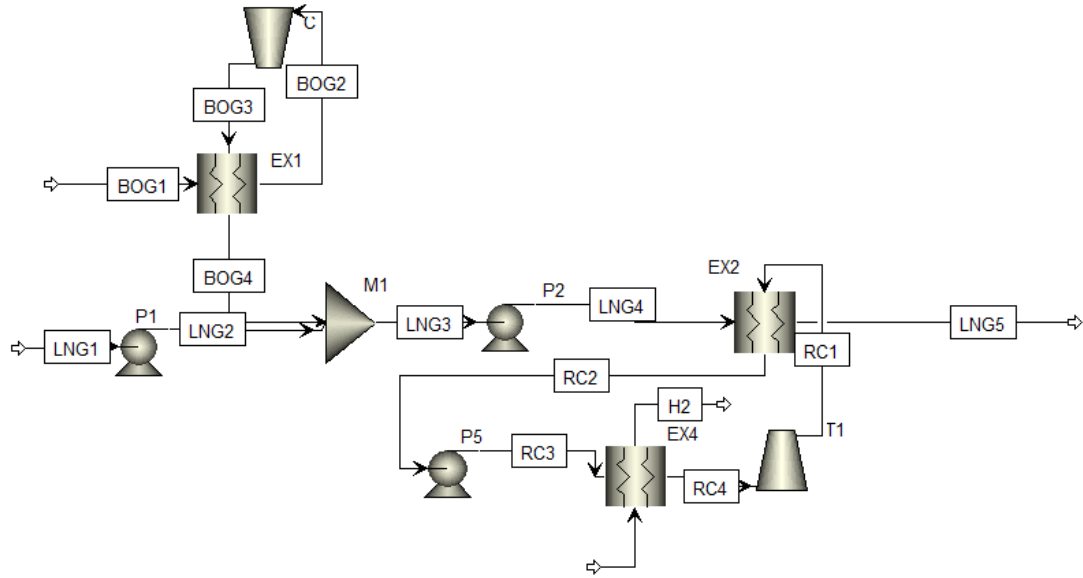 C
BOG2
BOG3
EX1
BOG1
BOG4
M1
EX2
P1
LNG2
LNG3
P2
LNG4
LNG5
LNG1
RC1
RC2
H2
EX4
T1
P5
RC3
RC4